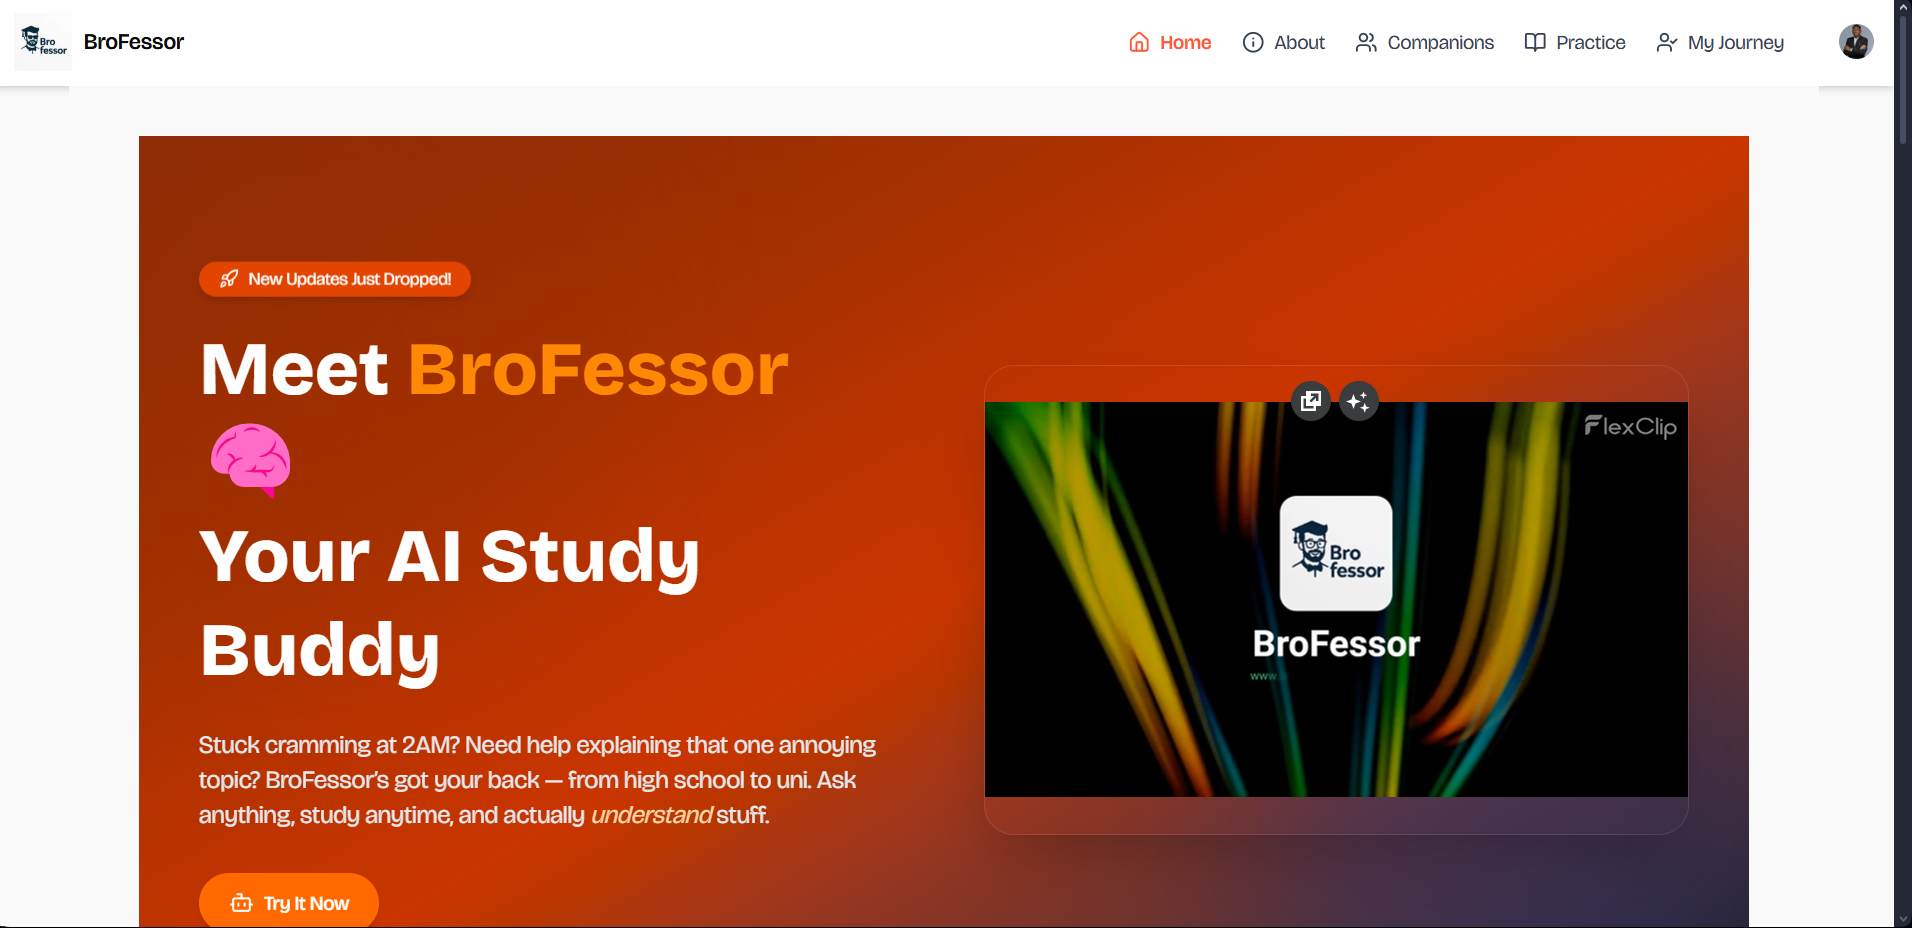 Bro
fessor
BroFessor
Home
About
Companions
Practice
My Journey
New Updates Just Dropped!
Meet BroFessor
Your AI Study
Buddy
Stuck cramming at 2AM? Need help explaining that one annoying
topic? BroFessor's got your back — from high school to uni. Ask
anything, study anytime, and actually understand stuff.
Try It Now
FlexClip
Bro
fessor
BroFessor
www.